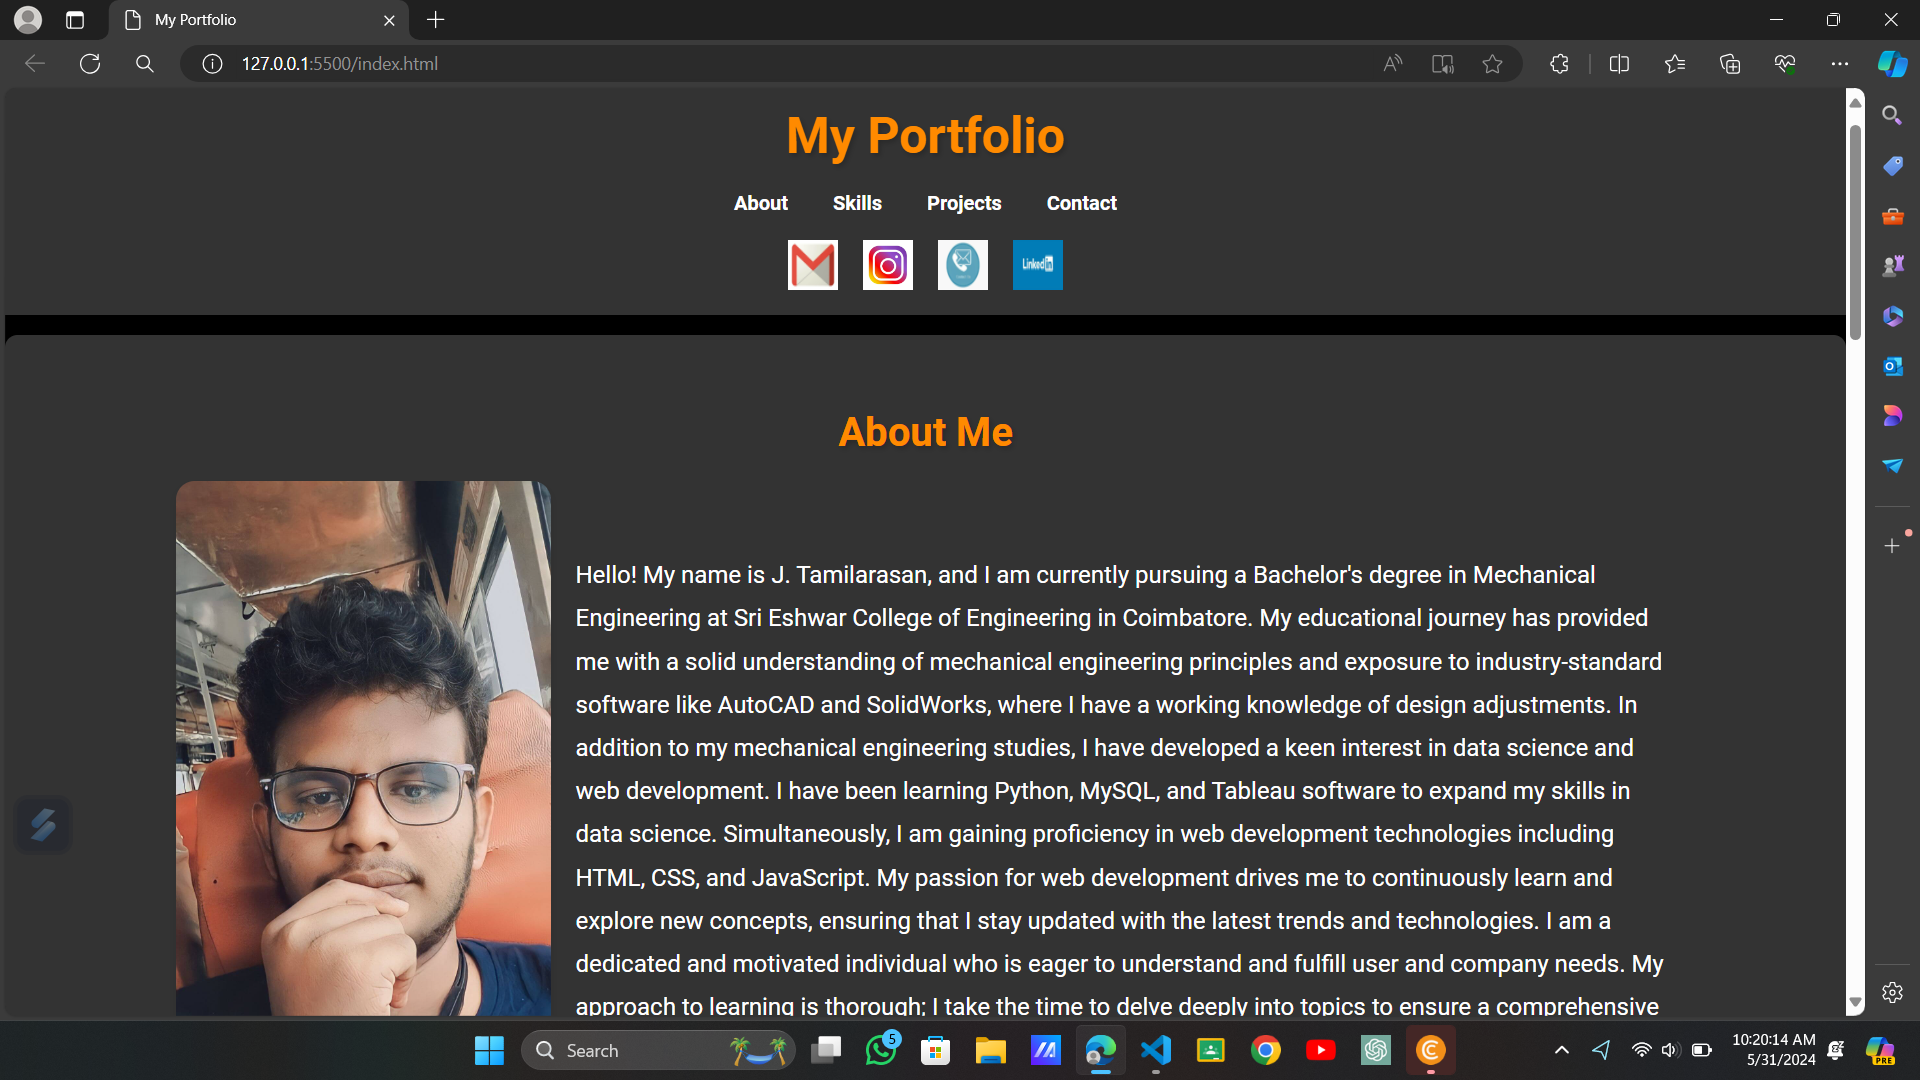 My Portfolio
127.0.0.1:5500/index.html
My Portfolio
About Skills Projects Contact
Linked in
About Me
Hello! My name is J. Tamilarasan, and I am currently pursuing a Bachelor's degree in Mechanical
Engineering at Sri Eshwar College of Engineering in Coimbatore. My educational journey has provided
me with a solid understanding of mechanical engineering principles and exposure to industry-standard
software like AutoCAD and SolidWorks, where I have a working knowledge of design adjustments. In
addition to my mechanical engineering studies, I have developed a keen interest in data science and
web development. I have been learning Python, MySQL, and Tableau software to expand my skills in
data science. Simultaneously, I am gaining proficiency in web development technologies including
HTML, CSS, and JavaScript. My passion for web development drives me to continuously learn and
explore new concepts, ensuring that I stay updated with the latest trends and technologies. I am a
dedicated and motivated individual who is eager to understand and fulfill user and company needs. My
approach to learning is thorough; I take the time to delve deeply into topics to ensure a comprehensive
Search
5
10:20:14 AM
5/31/2024
PRE